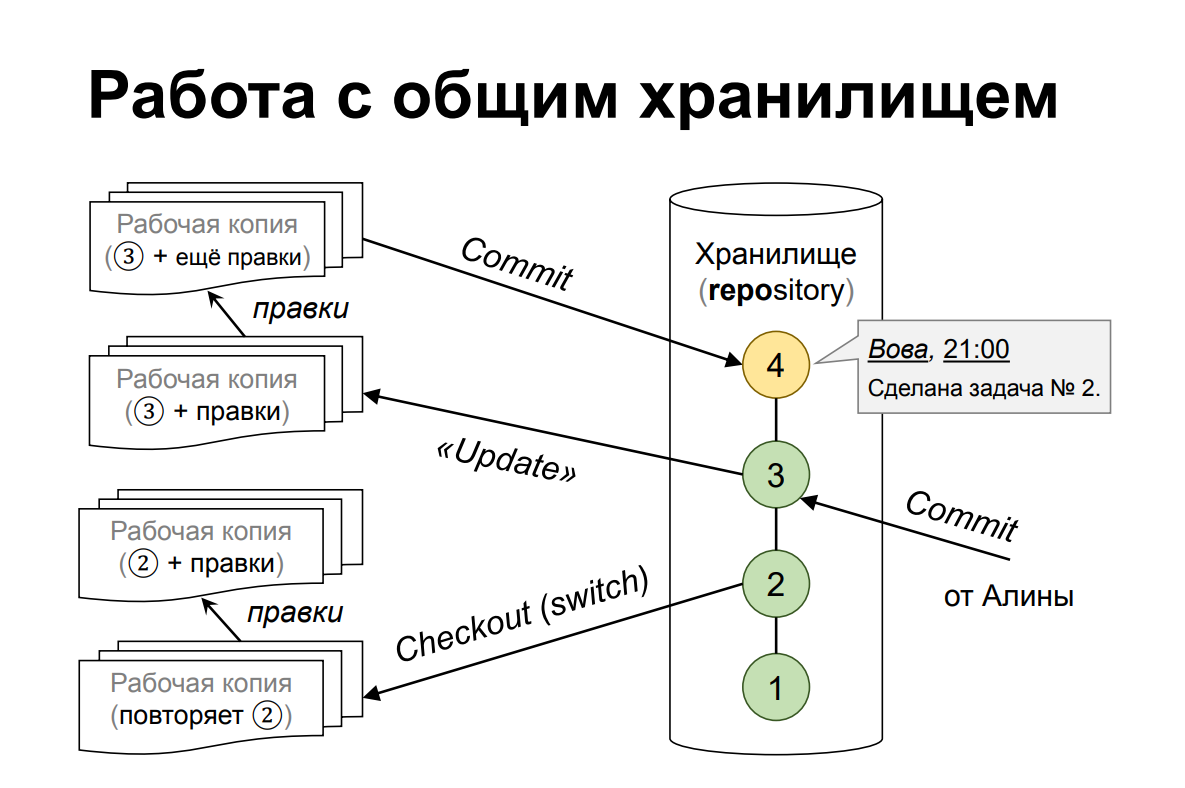 Работа с общим хранилищем
Рабочая копия
(③ + ещё правки)
правки
Рабочая копия
(③ + правки)
Рабочая копия
(② + правки)
правки
Рабочая копия
(повторяет ②)
Commit
«Update»
Checkout (switch)
Хранилище
(repository)
4
3
2
1
Вова, 21:00
Сделана задача № 2.
Commit
от Алины